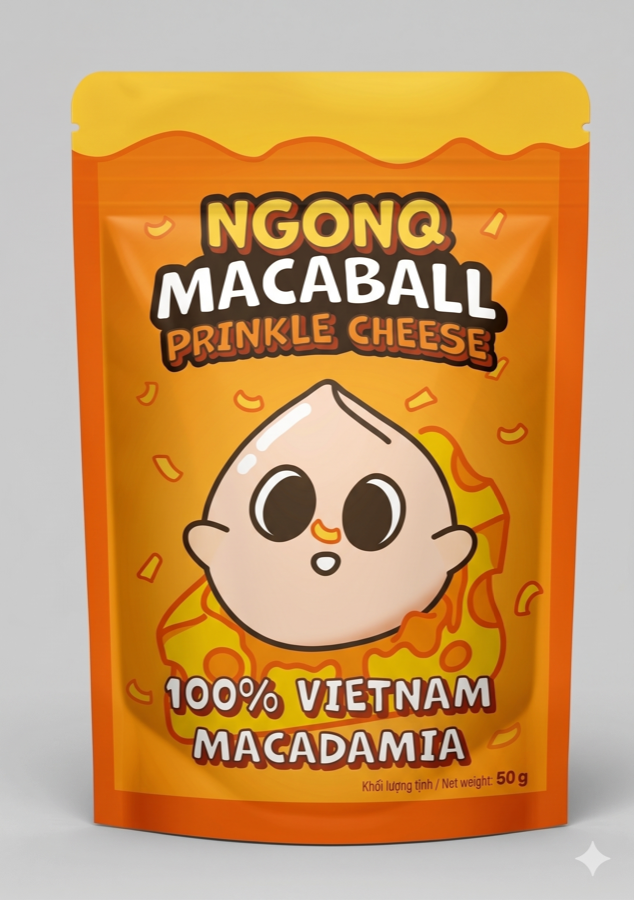 NGONQ
MACABALL
PRINKLE CHEESE
100% VIETNAM
MACADAMIA
Khối lượng tịnh / Net weight: 50 g